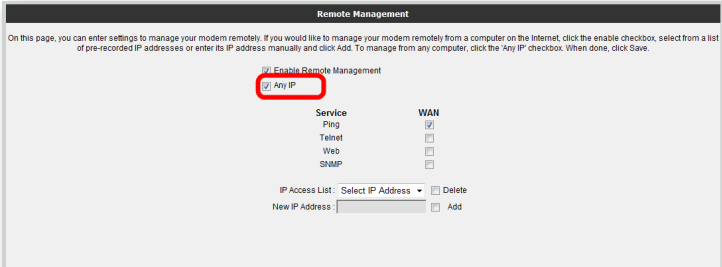 Remote Management
On this page, you can enter settings to manage your modem remotely. If you would like to manage your modem remotely from a computer on the Internet, click the enable checkbox, select from a list
of pre-recorded IP addresses or enter its IP address manually and click Add. To manage from any computer, click the 'Any IP' checkbox. When done, click Save.
Enable Remote Management
Any IP
Service WAN
Ping
Telnet
Web
SNMP
IP Access List : Select IP Address Delete
New IP Address : Add